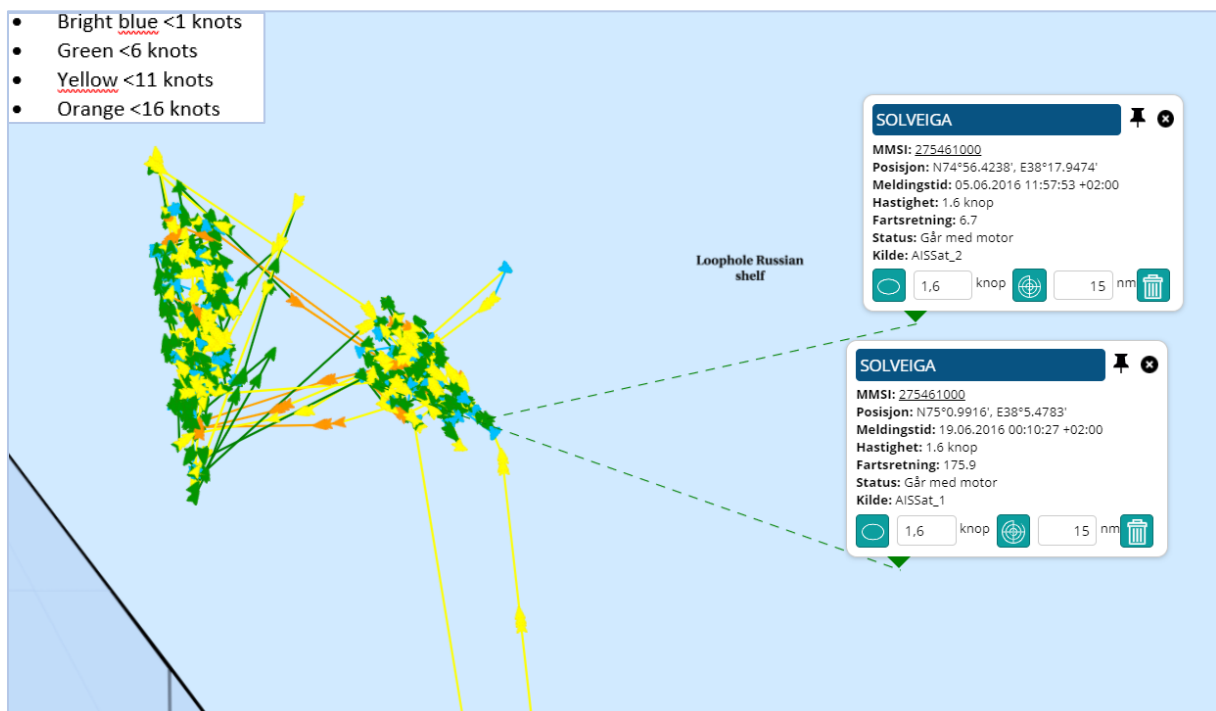 • Bright blue <1 knots
• Green <6 knots
• Yellow <11 knots
• Orange <16 knots
Loophole Russian
shelf
SOLVEIGA
MMSI: 275461000
Posisjon: N74°56.4238', E38°17.9474'
Meldingstid: 05.06.2016 11:57:53 +02:00
Hastighet: 1.6 knop
Fartsretning: 6.7
Status: Går med motor
Kilde: AISSat_2
1,6 knop 15 nm
SOLVEIGA
MMSI: 275461000
Posisjon: N75°0.9916', E38°5.4783'
Meldingstid: 19.06.2016 00:10:27 +02:00
Hastighet: 1.6 knop
Fartsretning: 175.9
Status: Går med motor
Kilde: AISSat_1
1,6 knop 15 nm